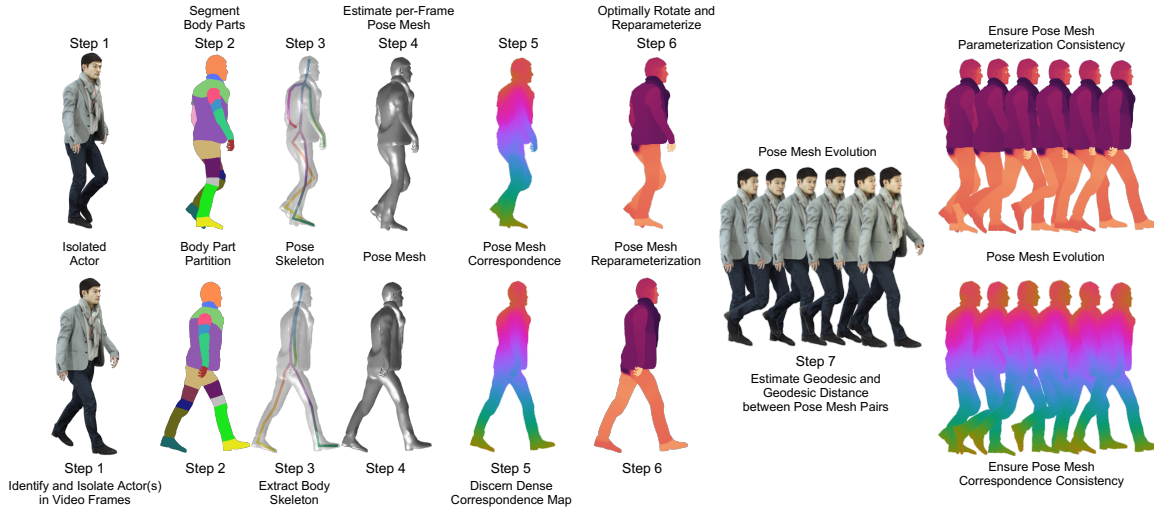 Segment
Body Parts
Estimate per-Frame
Pose Mesh
Optimally Rotate and
Reparameterize
Step 1
Step 2
Step 3
Step 4
Step 5
Step 6
Ensure Pose Mesh
Parameterization Consistency
Pose Mesh Evolution
Isolated
Actor
Body Part
Partition
Pose
Skeleton
Pose Mesh
Pose Mesh
Correspondence
Pose Mesh
Reparameterization
Pose Mesh Evolution
Step 7
Estimate Geodesic and
Geodesic Distance
between Pose Mesh Pairs
Step 1
Step 2
Step 3
Step 4
Step 5
Step 6
Identify and Isolate Actor(s)
in Video Frames
Extract Body
Skeleton
Discern Dense
Correspondence Map
Ensure Pose Mesh
Correspondence Consistency